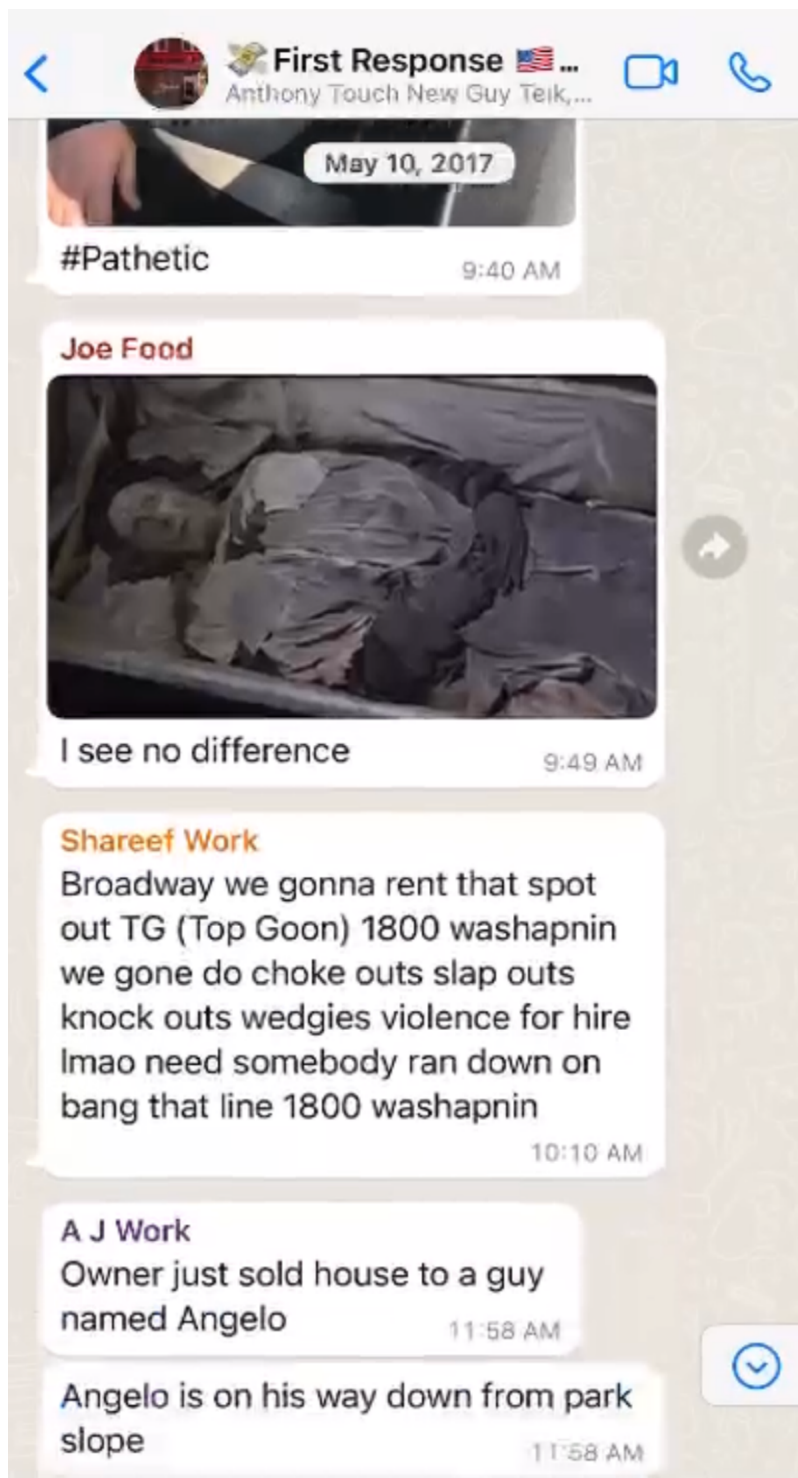 💸First Response 🇺🇸...
Anthony Touch New Guy Teik,...
May 10, 2017
#Pathetic
9:40 AM
Joe Food
I see no difference
9:49 AM
Shareef Work
Broadway we gonna rent that spot
out TG (Top Goon) 1800 washapnin
we gone do choke outs slap outs
knock outs wedgies violence for hire
lmao need somebody ran down on
bang that line 1800 washapnin
10:10 AM
A J Work
Owner just sold house to a guy
named Angelo
11:58 AM
Angelo is on his way down from park
slope
11:58 AM